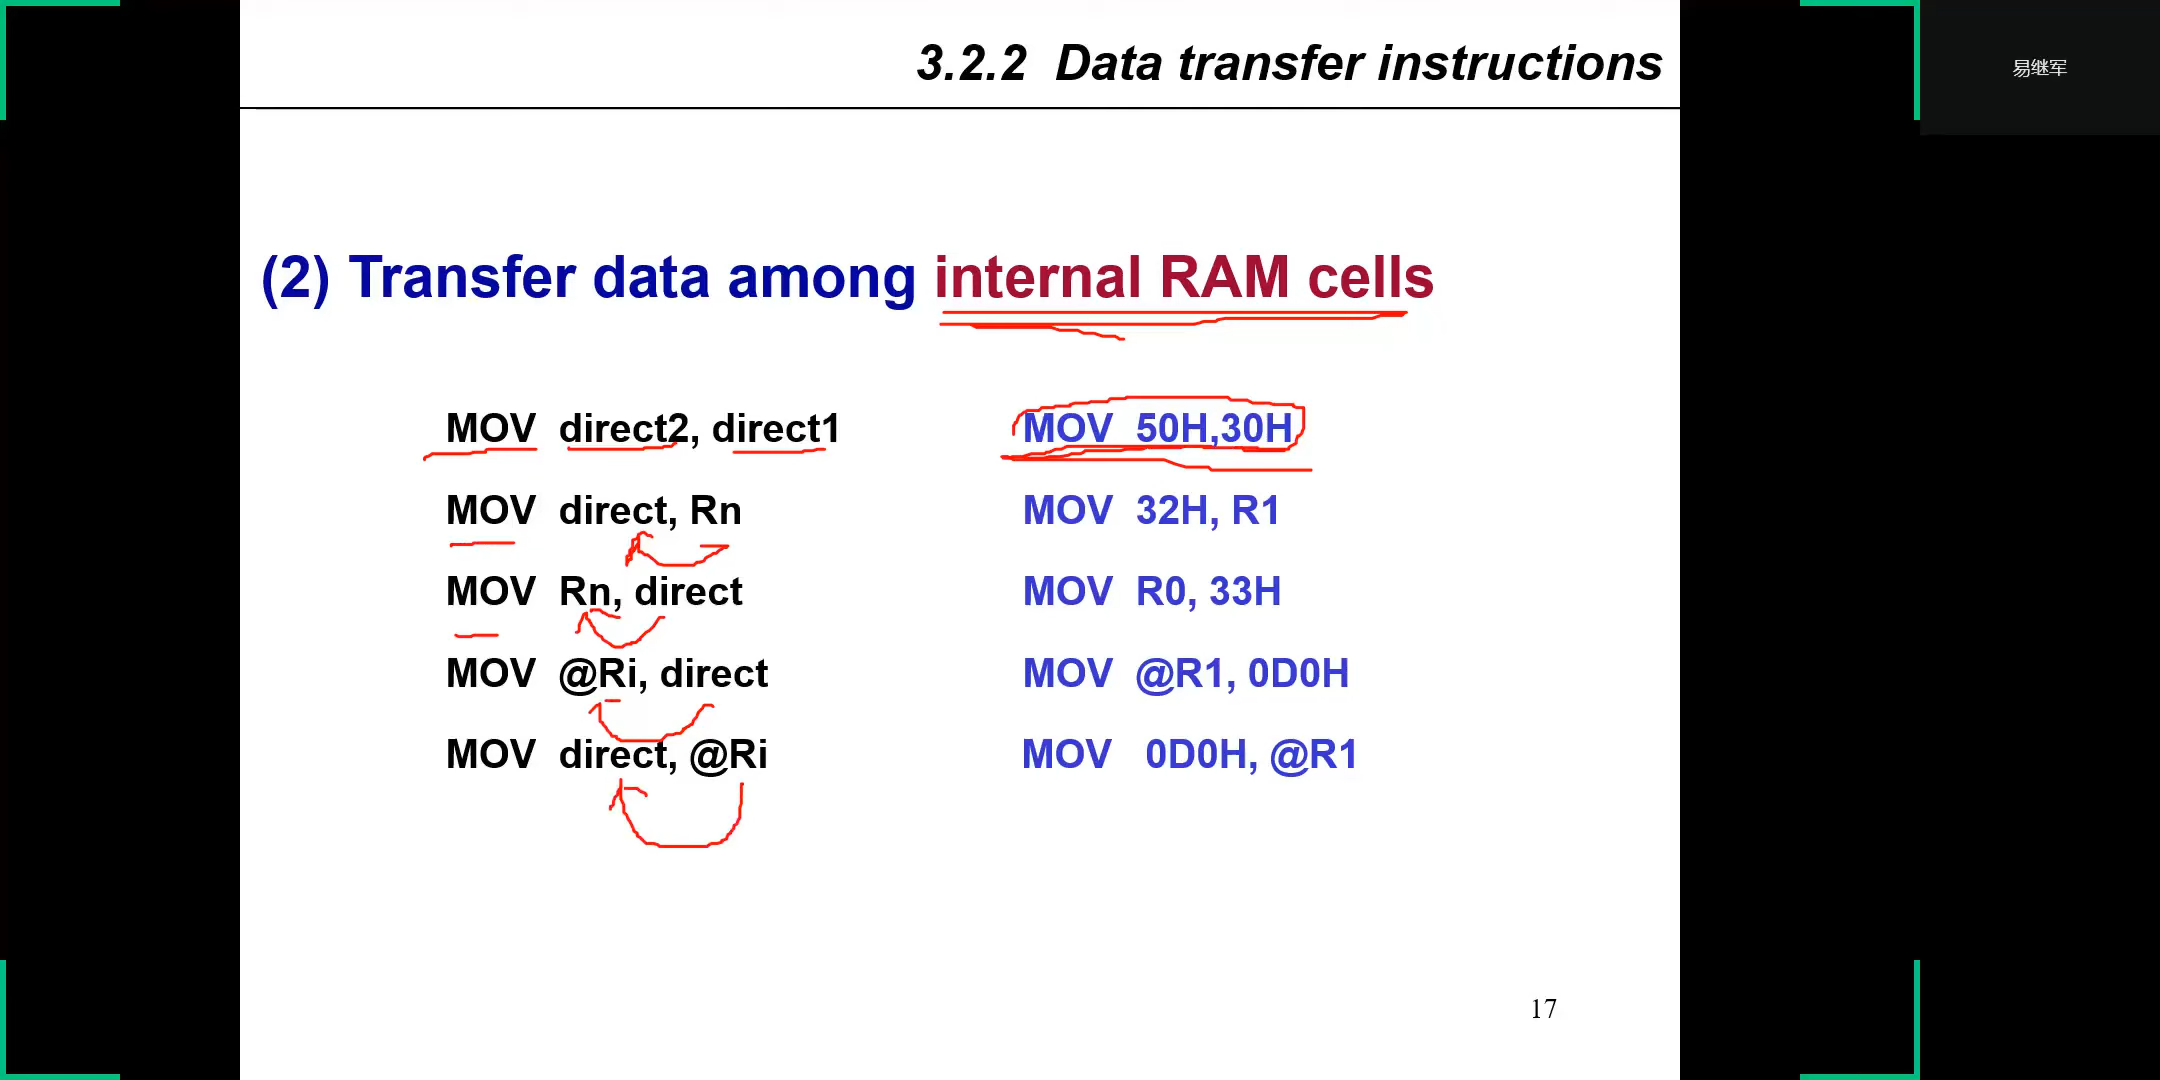 3.2.2 Data transfer instructions
易继军
(2) Transfer data among internal RAM cells
MOV direct2, direct1 MOV 50H,30H
MOV direct, Rn MOV 32H, R1
MOV Rn, direct MOV R0, 33H
MOV @Ri, direct MOV @R1, 0D0H
MOV direct, @Ri MOV 0D0H, @R1
17